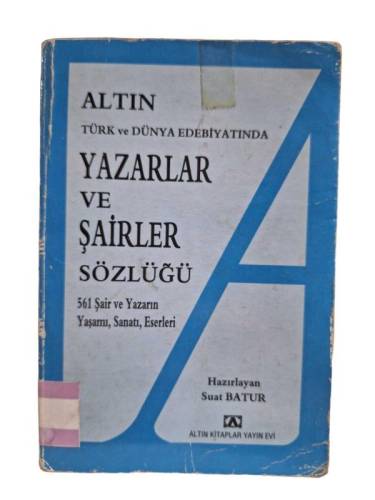 ALTIN
TÜRK ve DÜNYA EDEBİYATINDA
YAZARLAR
VE
ŞAİRLER
SÖZLÜĞÜ
561 Şair ve Yazarın
Yaşamı, Sanatı, Eserleri
Hazırlayan
Suat BATUR
ALTIN KİTAPLAR YAYIN EVİ